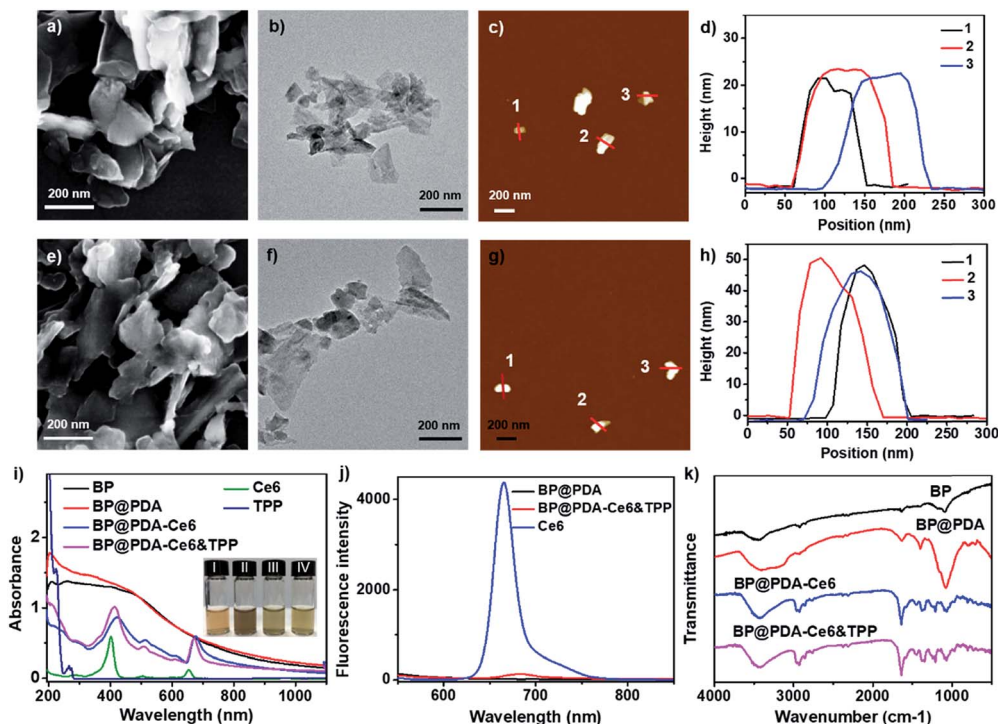 a)
200 nm
b)
200 nm
c)
1
2
3
200 nm
d)
1
2
3
Height (nm)
30
20
10
0
0 50 100 150 200 250 300
Position (nm)
e)
200 nm
f)
200 nm
g)
1
2
3
200 nm
h)
1
2
3
Height (nm)
50
40
30
20
10
0
0 50 100 150 200 250 300
Position (nm)
i)
BP
BP@PDA
BP@PDA-Ce6
BP@PDA-Ce6&TPP
Ce6
TPP
I II III IV
Absorbance
2
1
0
200 400 600 800 1000
Wavelength (nm)
j)
BP@PDA
BP@PDA-Ce6&TPP
Ce6
Fluorescence intensity
4000
2000
0
600 700 800
Wavelength (nm)
k)
BP
BP@PDA
BP@PDA-Ce6
BP@PDA-Ce6&TPP
Transmittance
4000 3000 2000 1000
Wavenumber (cm-1)